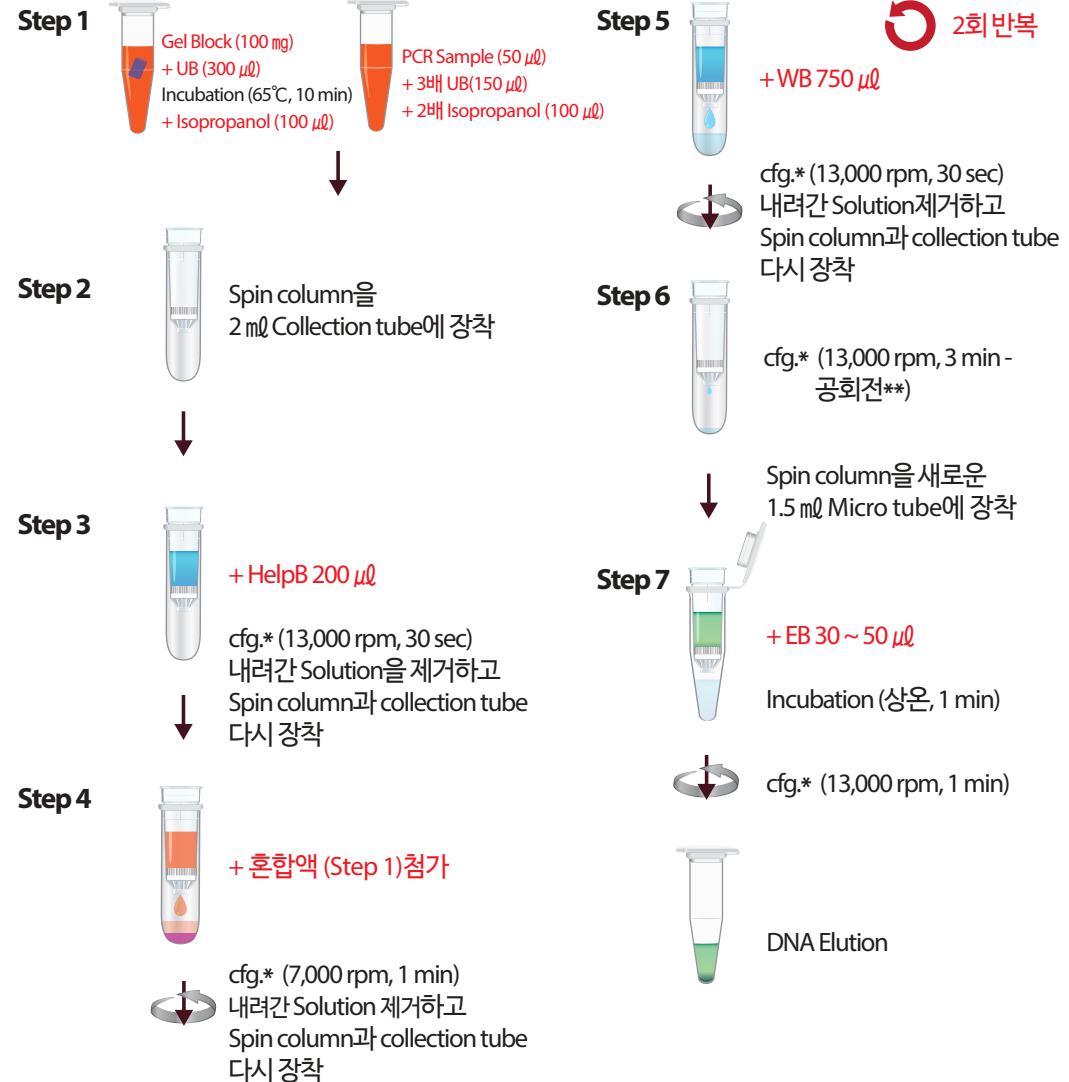 Step 1
Gel Block (100 ㎎)
+ UB (300 ㎕)
Incubation (65℃, 10 min)
+ Isopropanol (100 ㎕)
PCR Sample (50 ㎕)
+ 3배 UB(150 ㎕)
+ 2배 Isopropanol (100 ㎕)
Step 2
Spin column을
2 ㎖ Collection tube에 장착
Step 3
+ HelpB 200 ㎕
cfg.* (13,000 rpm, 30 sec)
내려간 Solution을 제거하고
Spin column과 collection tube
다시 장착
Step 4
+ 혼합액 (Step 1)첨가
cfg.* (7,000 rpm, 1 min)
내려간 Solution 제거하고
Spin column과 collection tube
다시 장착
Step 5
2회 반복
+ WB 750 ㎕
cfg.* (13,000 rpm, 30 sec)
내려간 Solution제거하고
Spin column과 collection tube
다시 장착
Step 6
cfg.* (13,000 rpm, 3 min -
공회전**)
Spin column을 새로운
1.5 ㎖ Micro tube에 장착
Step 7
+ EB 30 ~ 50 ㎕
Incubation (상온, 1 min)
cfg.* (13,000 rpm, 1 min)
DNA Elution